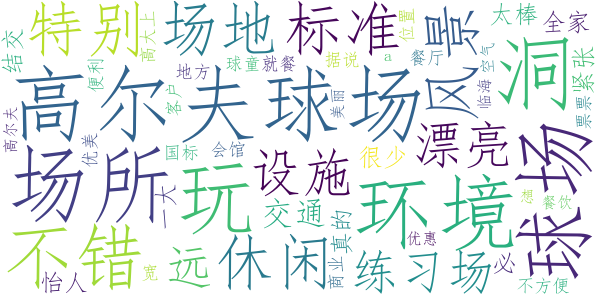 特别
场地
标准
风景
洞
太棒
全家
紧张
结交
高大上
便利
地方
球童
就餐
据说
a
位置
餐厅
空气
临海
票票
客户
美丽
高尔夫球场
高尔夫
优美
国标
会馆
场所
玩
设施
很少
漂亮
球场
环境
交通
真的
一大
不错
远
休闲
商业
优惠
练习场
必
想
餐饮
不方便
怡人
宽